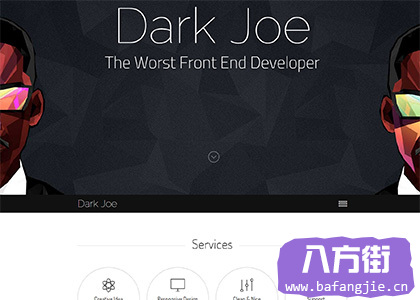 Dark Joe
The Worst Front End Developer
Dark Joe
Services
Creative Idea
Responsive Design
Clean & Nice
Support
八方街
www.bafangjie.cn